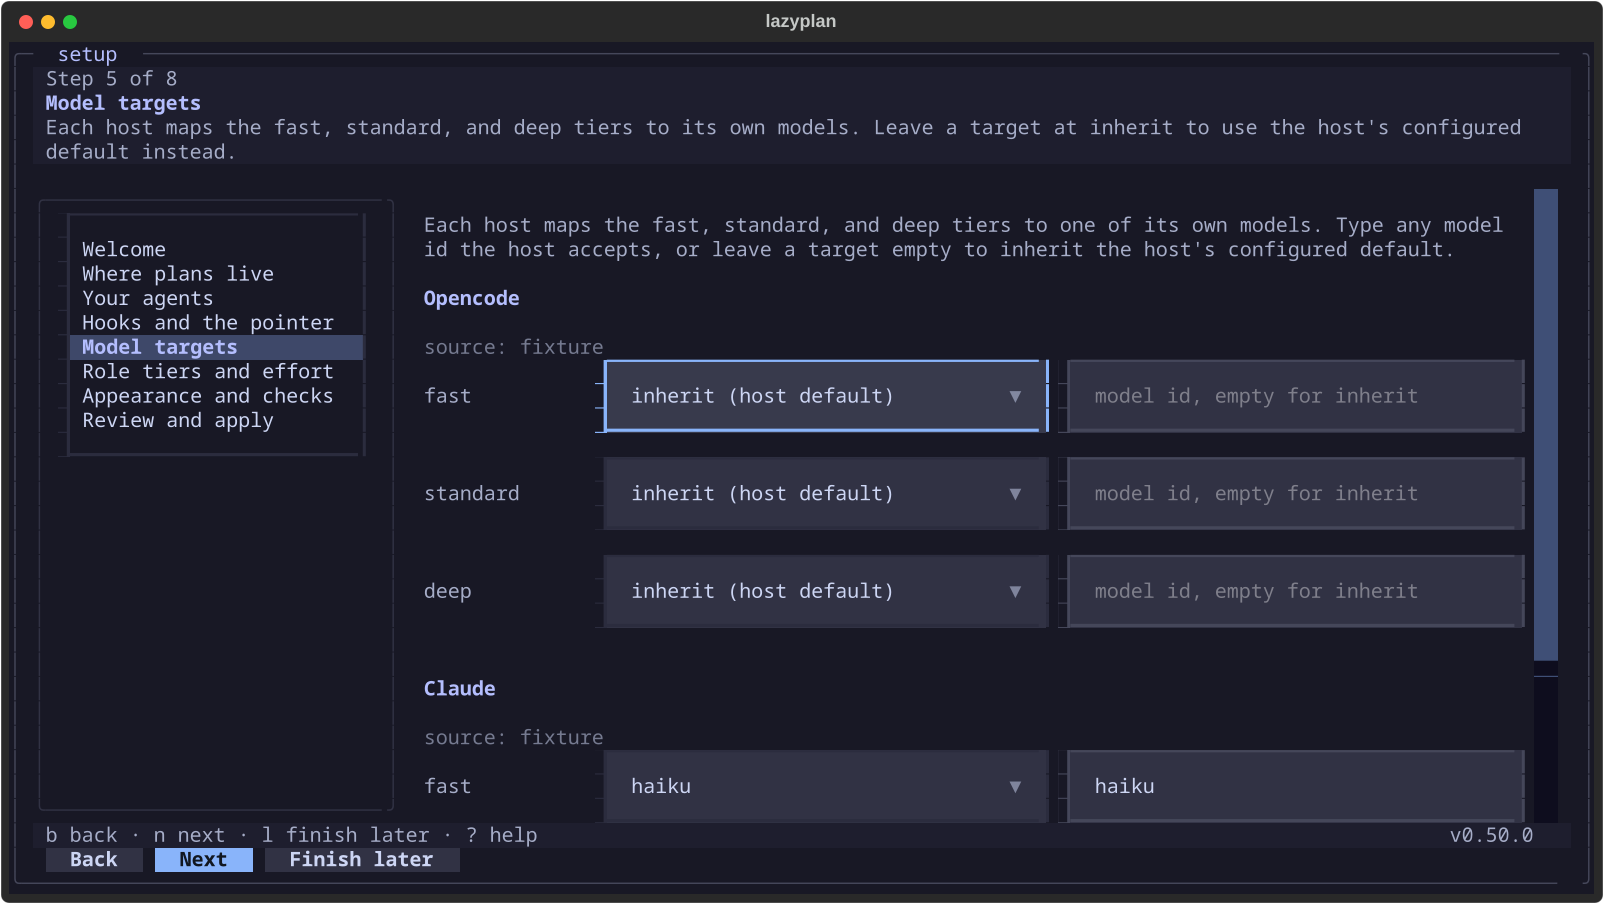 lazyplan
setup
Step 5 of 8
Model targets
Each host maps the fast, standard, and deep tiers to its own models. Leave a target at inherit to use the host's configured
default instead.
Welcome
Where plans live
Your agents
Hooks and the pointer
Model targets
Role tiers and effort
Appearance and checks
Review and apply
Each host maps the fast, standard, and deep tiers to one of its own models. Type any model
id the host accepts, or leave a target empty to inherit the host's configured default.
Opencode
source: fixture
fast inherit (host default) ▼ model id, empty for inherit
standard inherit (host default) ▼ model id, empty for inherit
deep inherit (host default) ▼ model id, empty for inherit
Claude
source: fixture
fast haiku ▼ haiku
b back · n next · l finish later · ? help v0.50.0
Back Next Finish later